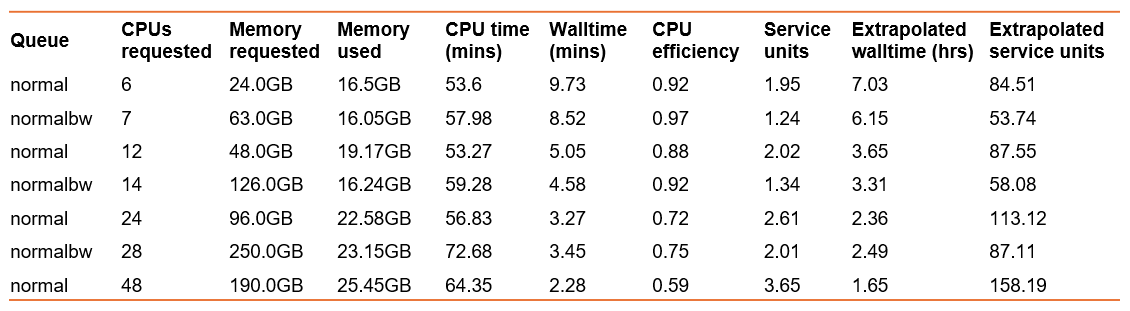 Queue CPUs requested Memory requested Memory used CPU time (mins) Walltime (mins) CPU efficiency Service units Extrapolated walltime (hrs) Extrapolated service units
normal 6 24.0GB 16.5GB 53.6 9.73 0.92 1.95 7.03 84.51
normalbw 7 63.0GB 16.05GB 57.98 8.52 0.97 1.24 6.15 53.74
normal 12 48.0GB 19.17GB 53.27 5.05 0.88 2.02 3.65 87.55
normalbw 14 126.0GB 16.24GB 59.28 4.58 0.92 1.34 3.31 58.08
normal 24 96.0GB 22.58GB 56.83 3.27 0.72 2.61 2.36 113.12
normalbw 28 250.0GB 23.15GB 72.68 3.45 0.75 2.01 2.49 87.11
normal 48 190.0GB 25.45GB 64.35 2.28 0.59 3.65 1.65 158.19